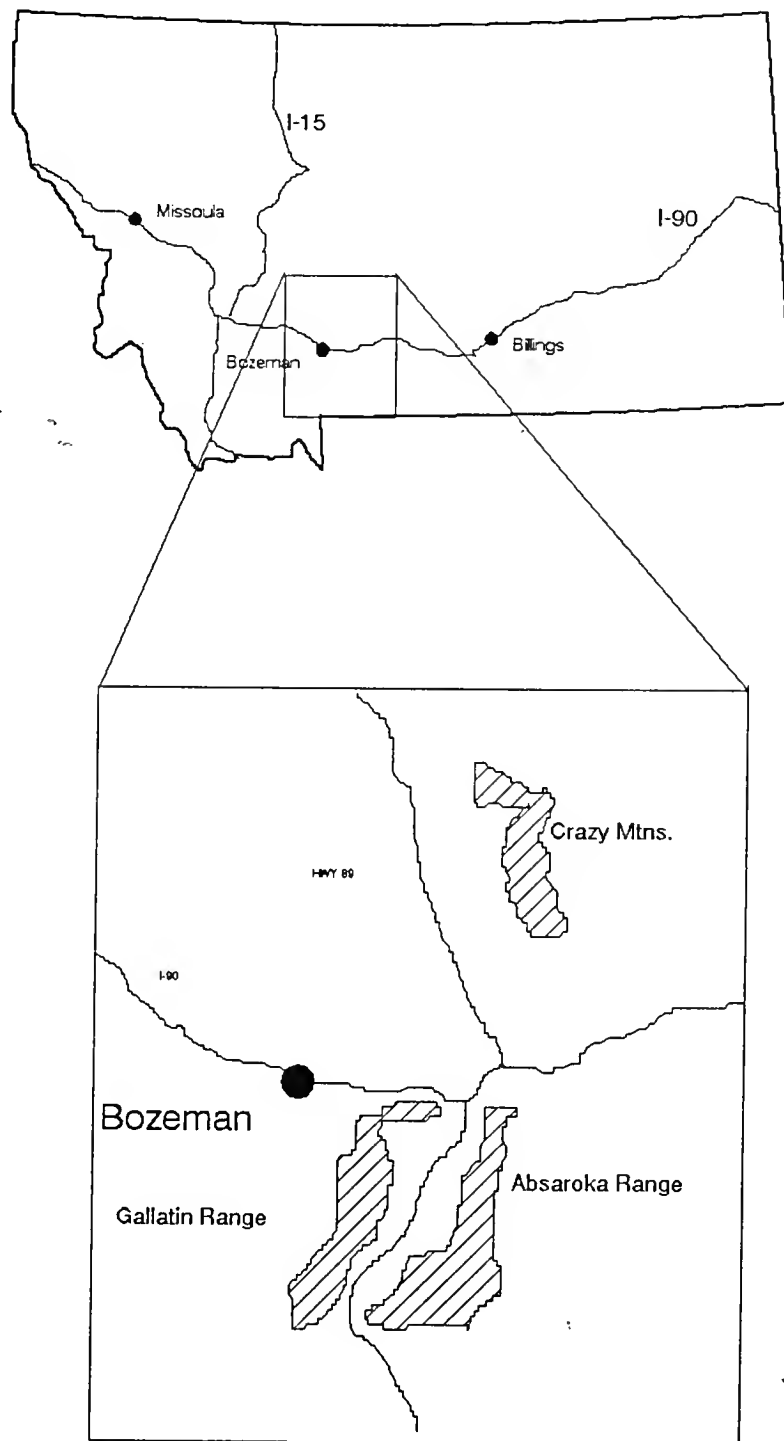 I-15
Missoula
I-90
Bozeman
Billings
Crazy Mtns.
HWY 89
I-90
Bozeman
Absaroka Range
Gallatin Range